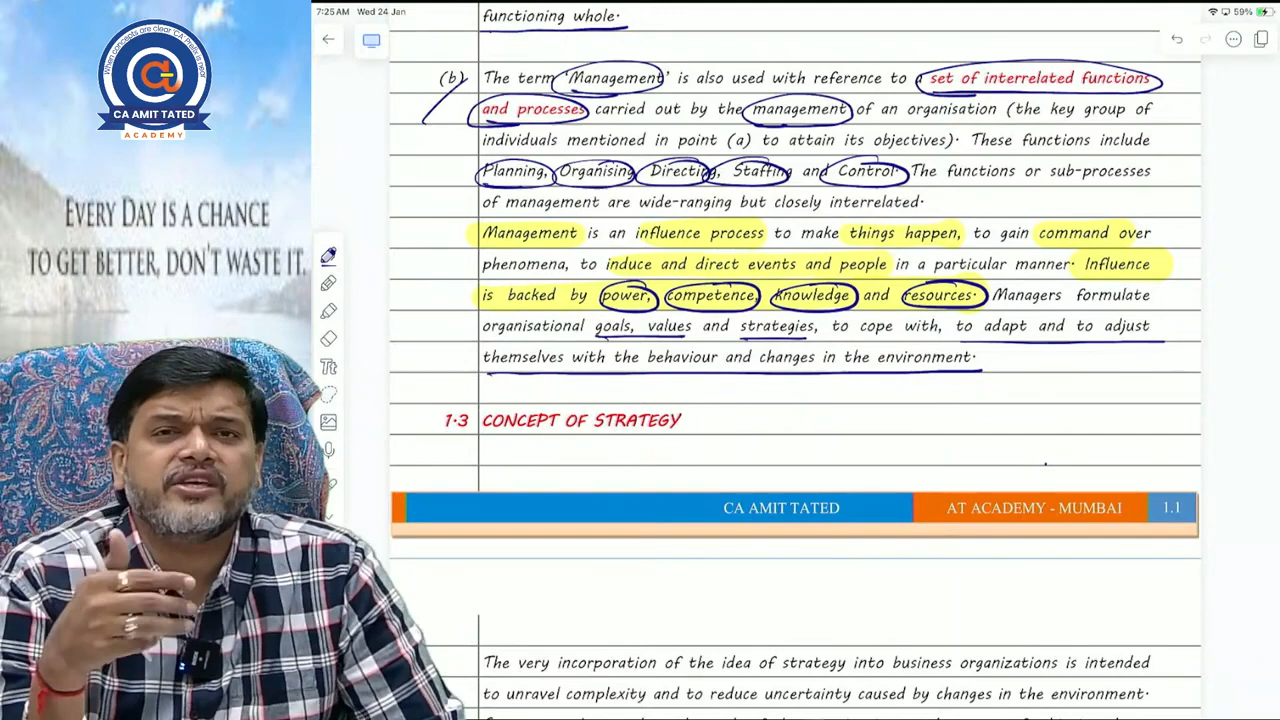 7:25 AM Wed 24 Jan
59%
When concepts are clear 'CA' Prefix is near
CA AMIT TATED
ACADEMY
EVERY DAY IS A CHANCE
TO GET BETTER, DON'T WASTE IT.
functioning whole.
(b) The term 'Management' is also used with reference to a set of interrelated functions
and processes carried out by the management of an organisation (the key group of
individuals mentioned in point (a) to attain its objectives). These functions include
Planning, Organising, Directing, Staffing and Control. The functions or sub-processes
of management are wide-ranging but closely interrelated.
Management is an influence process to make things happen, to gain command over
phenomena, to induce and direct events and people in a particular manner. Influence
is backed by power, competence, knowledge and resources. Managers formulate
organisational goals, values and strategies, to cope with, to adapt and to adjust
themselves with the behaviour and changes in the environment.
1.3 CONCEPT OF STRATEGY
CA AMIT TATED AT ACADEMY - MUMBAI 1.1
The very incorporation of the idea of strategy into business organizations is intended
to unravel complexity and to reduce uncertainty caused by changes in the environment.
Tt